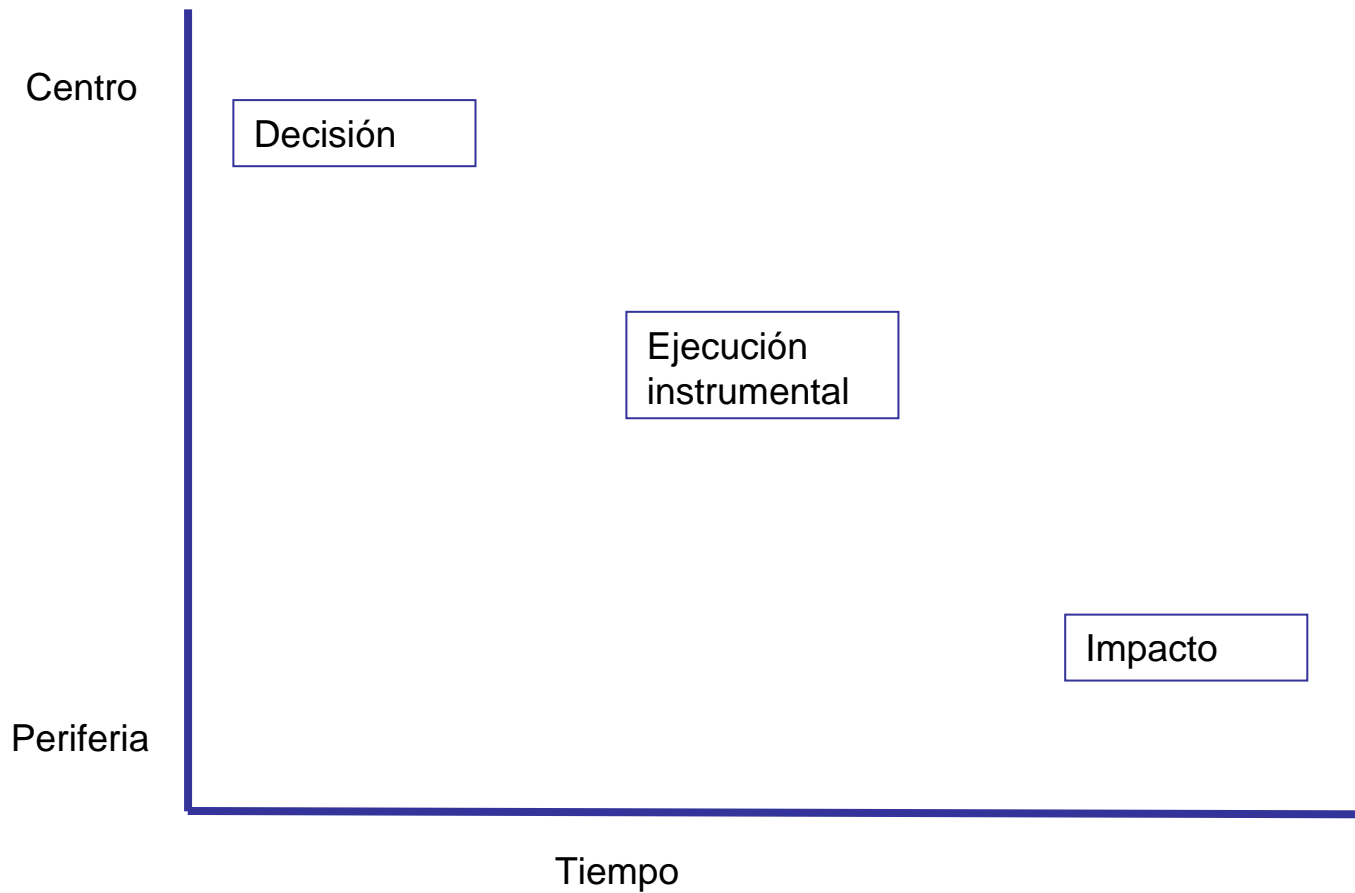 Centro
Decisión
Ejecución
instrumental
Impacto
Periferia
Tiempo